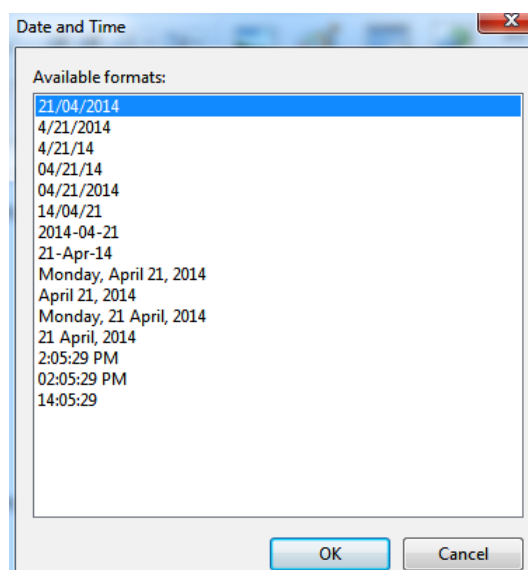 Date and Time
Available formats:
21/04/2014
4/21/2014
4/21/14
04/21/14
04/21/2014
14/04/21
2014-04-21
21-Apr-14
Monday, April 21, 2014
April 21, 2014
Monday, 21 April, 2014
21 April, 2014
2:05:29 PM
02:05:29 PM
14:05:29
OK Cancel